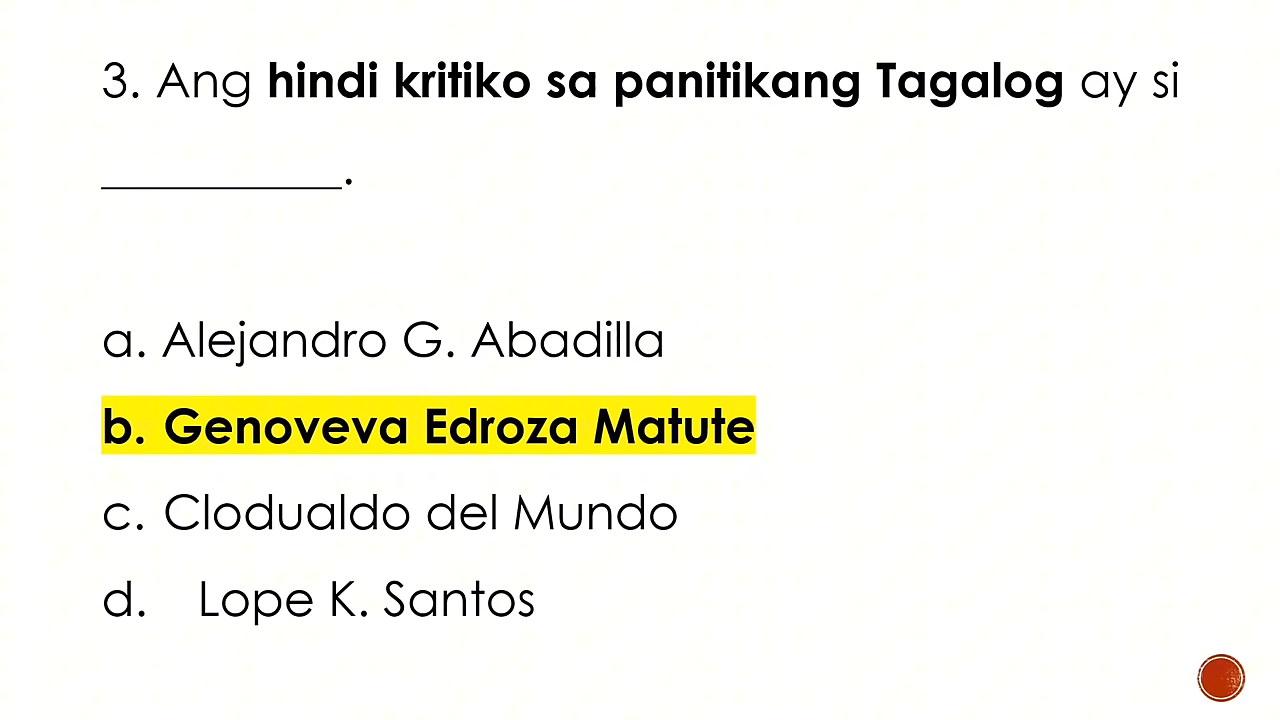 3. Ang hindi kritiko sa panitikang Tagalog ay si
__________.
a. Alejandro G. Abadilla
b. Genoveva Edroza Matute
c. Clodualdo del Mundo
d. Lope K. Santos